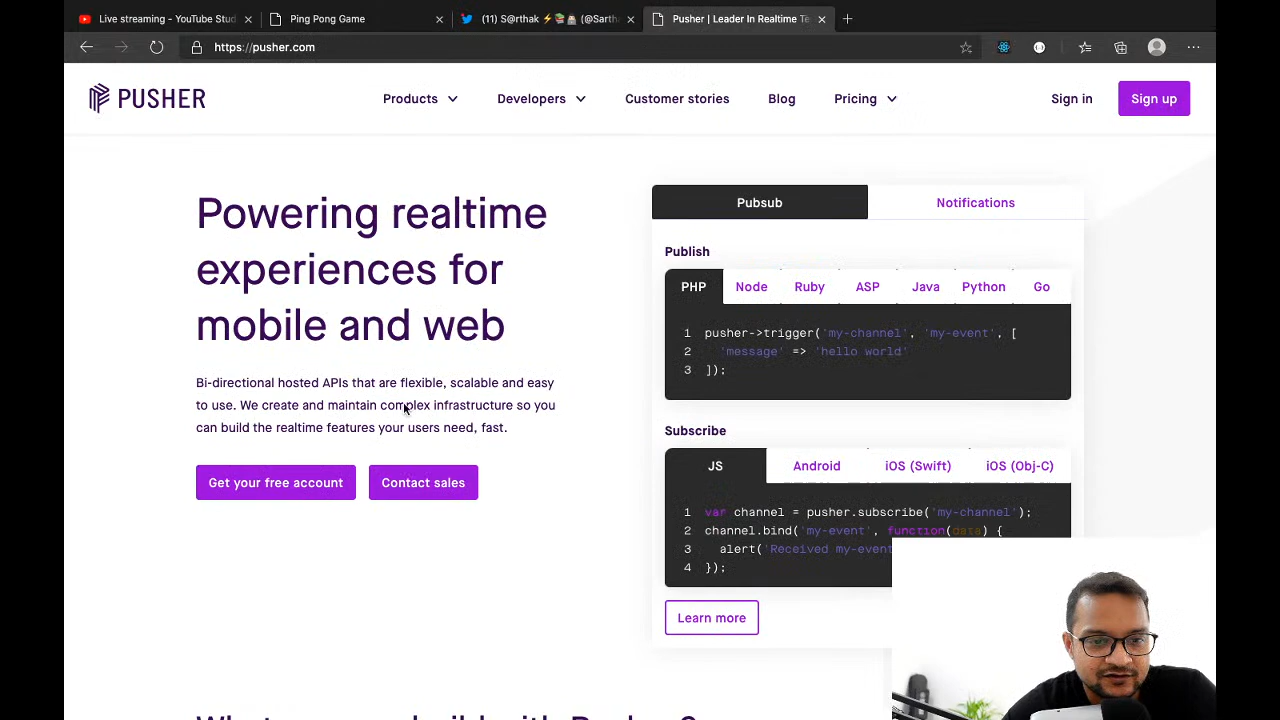 Live streaming - YouTube Stud
Ping Pong Game
(11) S@rthak ⚡📚👨🏻‍💻 (@Sarth
Pusher | Leader In Realtime Te
https://pusher.com
PUSHER
Products
Developers
Customer stories
Blog
Pricing
Sign in
Sign up
Powering realtime
experiences for
mobile and web
Bi-directional hosted APIs that are flexible, scalable and easy
to use. We create and maintain complex infrastructure so you
can build the realtime features your users need, fast.
Get your free account
Contact sales
Pubsub
Notifications
Publish
PHP
Node
Ruby
ASP
Java
Python
Go
1 pusher->trigger('my-channel', 'my-event', [
2 'message' => 'hello world'
3 ]);
Subscribe
JS
Android
iOS (Swift)
iOS (Obj-C)
1 var channel = pusher.subscribe('my-channel');
2 channel.bind('my-event', function(data) {
3 alert('Received my-event
4 });
Learn more